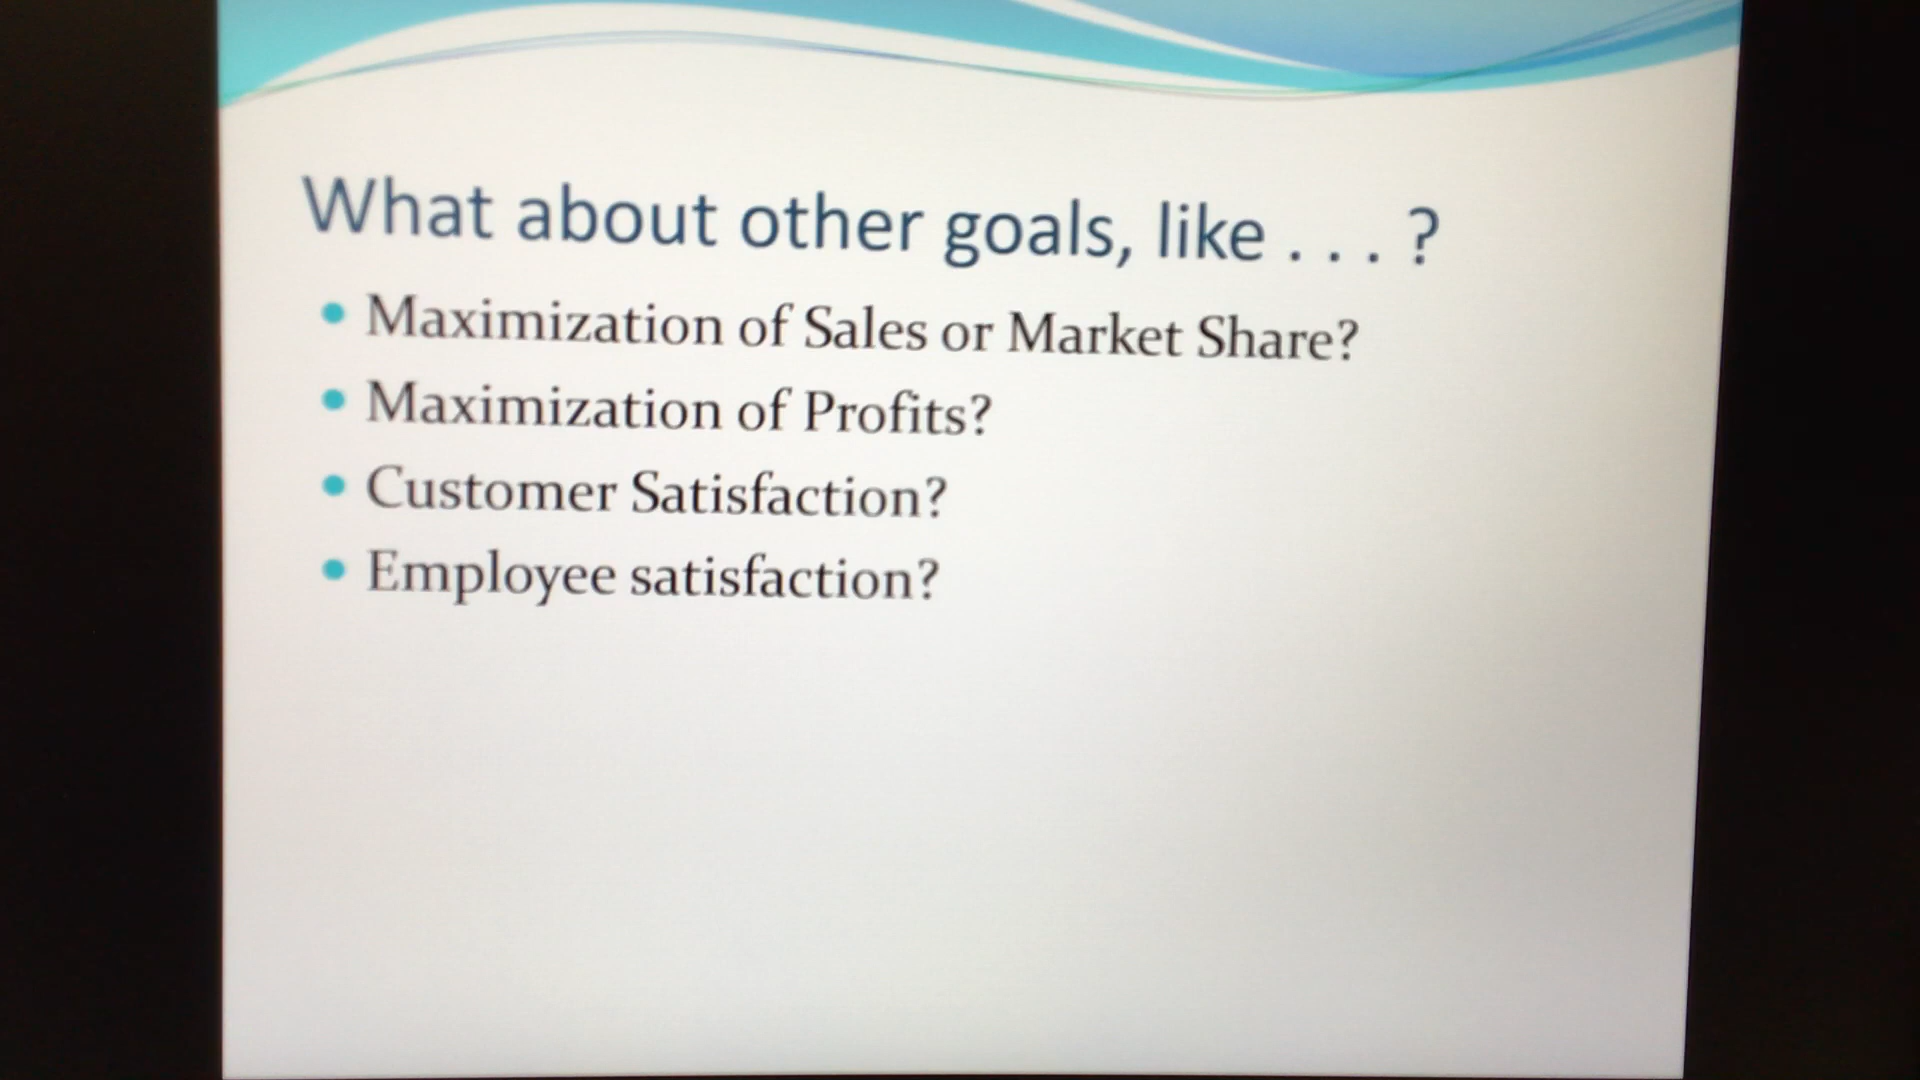 What about other goals, like . . . ?
• Maximization of Sales or Market Share?
• Maximization of Profits?
• Customer Satisfaction?
• Employee satisfaction?